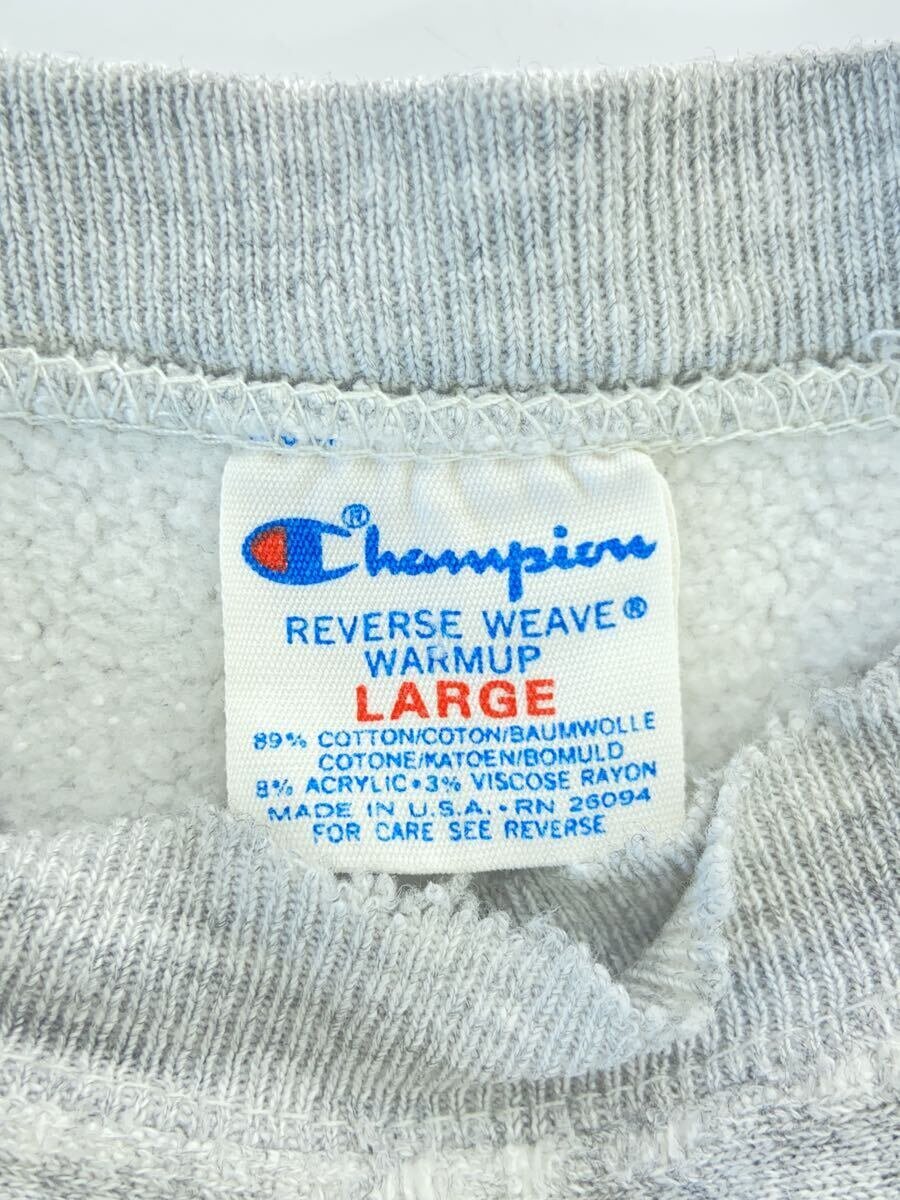 Champion®
REVERSE WEAVE®
WARMUP
LARGE
89% COTTON/COTON/BAUMWOLLE
COTONE/KATOEN/BOMULD
8% ACRYLIC•3% VISCOSE RAYON
MADE IN U.S.A.•RN 26094
FOR CARE SEE REVERSE